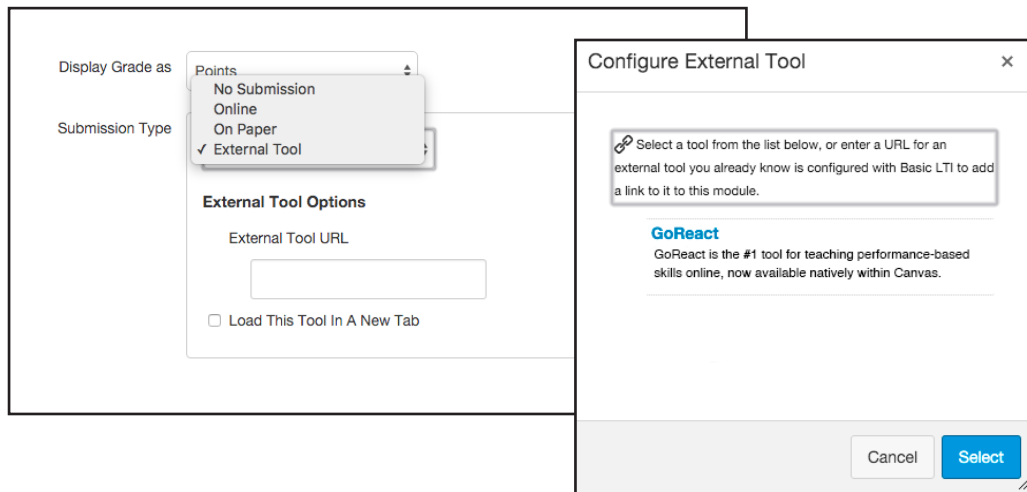 Display Grade as
Points
No Submission
Online
On Paper
✓ External Tool
Submission Type
External Tool Options
External Tool URL
Load This Tool In A New Tab
Configure External Tool
×
Select a tool from the list below, or enter a URL for an
external tool you already know is configured with Basic LTI to add
a link to it to this module.
GoReact
GoReact is the #1 tool for teaching performance-based
skills online, now available natively within Canvas.
Cancel
Select